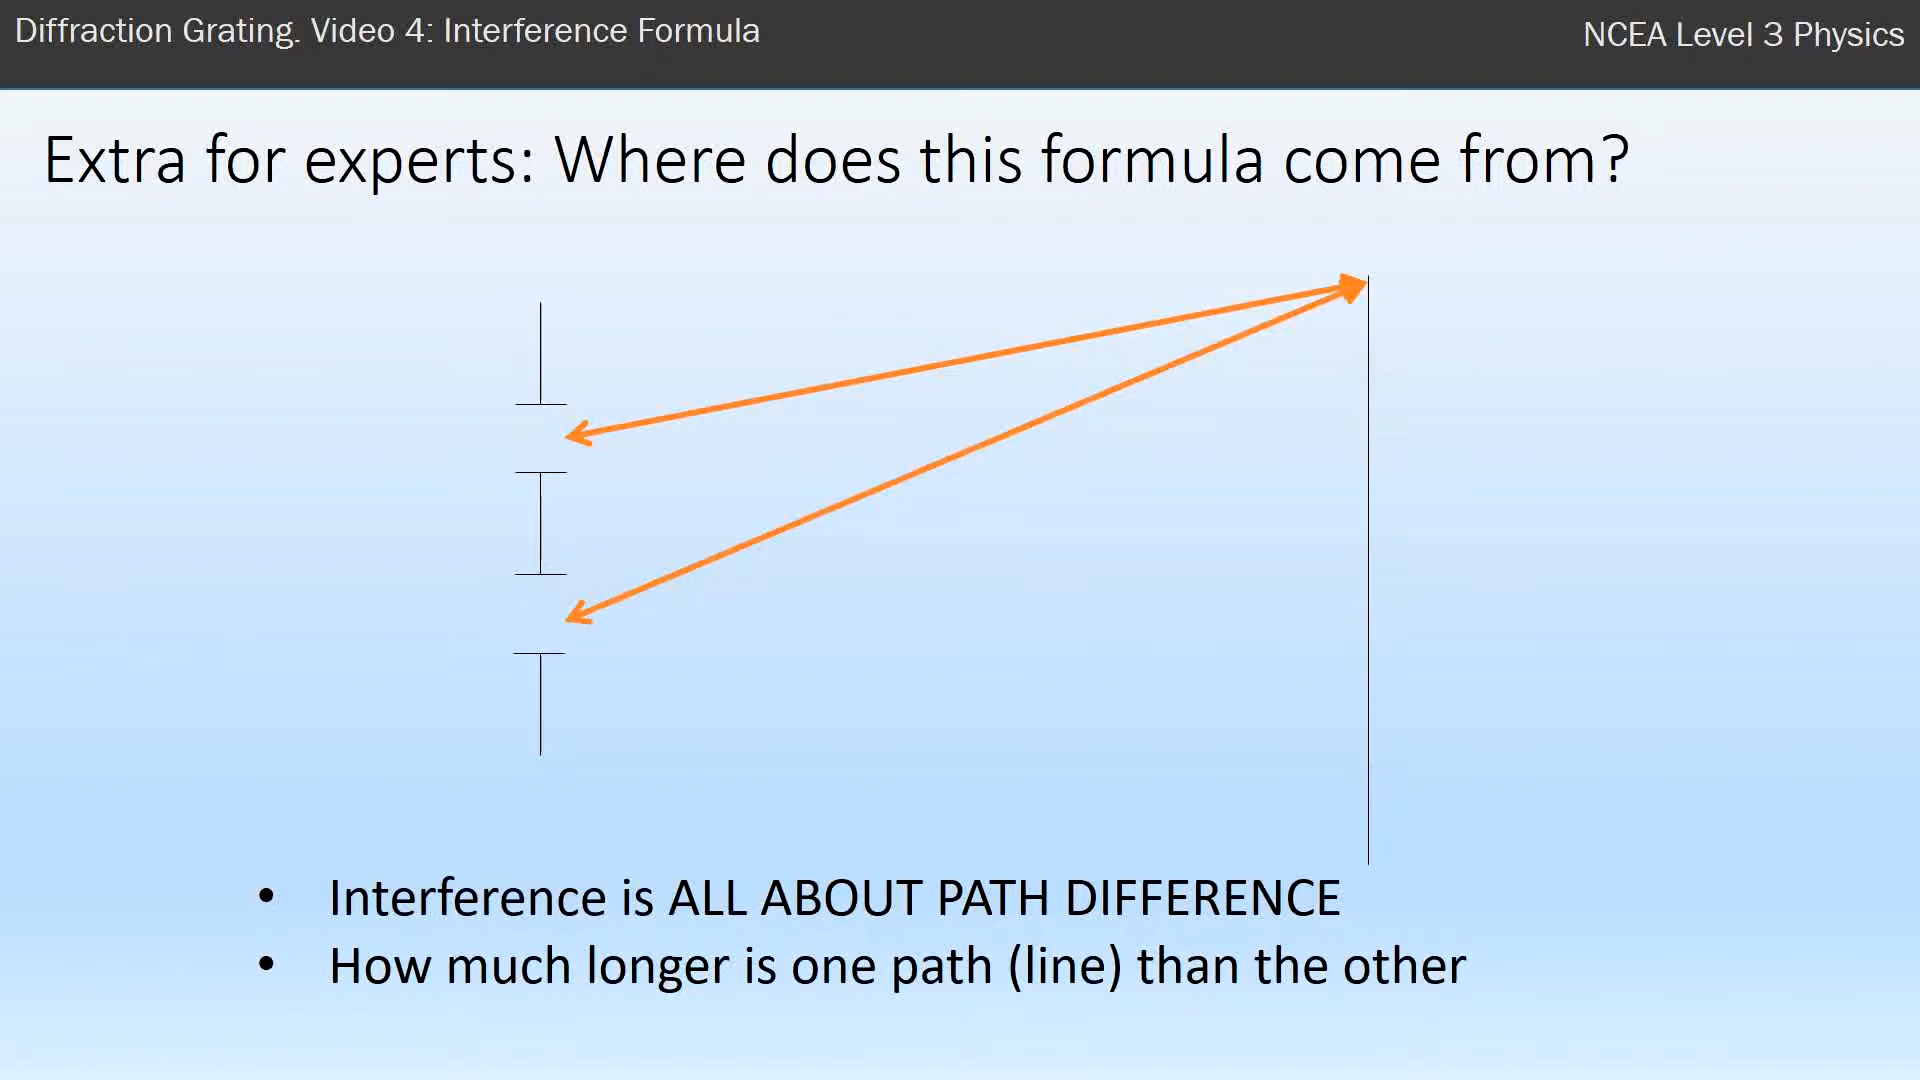 Diffraction Grating. Video 4: Interference Formula
NCEA Level 3 Physics
Extra for experts: Where does this formula come from?
• Interference is ALL ABOUT PATH DIFFERENCE
• How much longer is one path (line) than the other